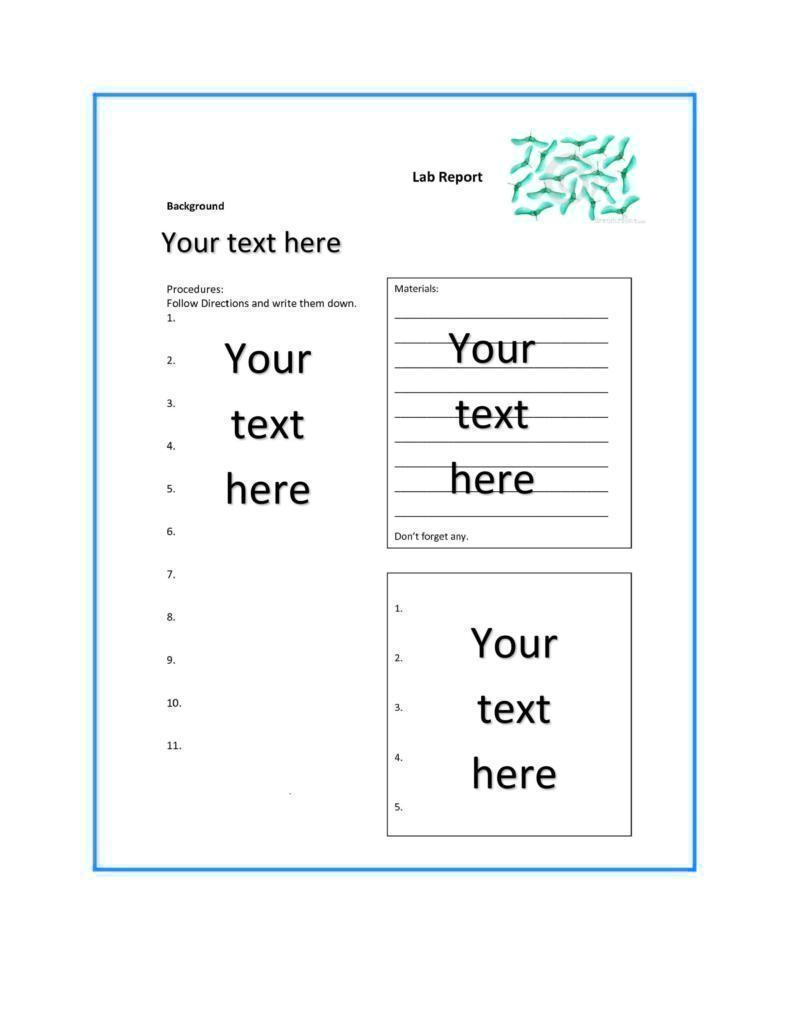 Lab Report
Background
Your text here
Procedures:
Follow Directions and write them down.
1.
2.
3.
4.
5.
6.
7.
8.
9.
10.
11.
Your
text
here
Materials:
Your
text
here
Don't forget any.
1.
2.
3.
4.
5.
Your
text
here